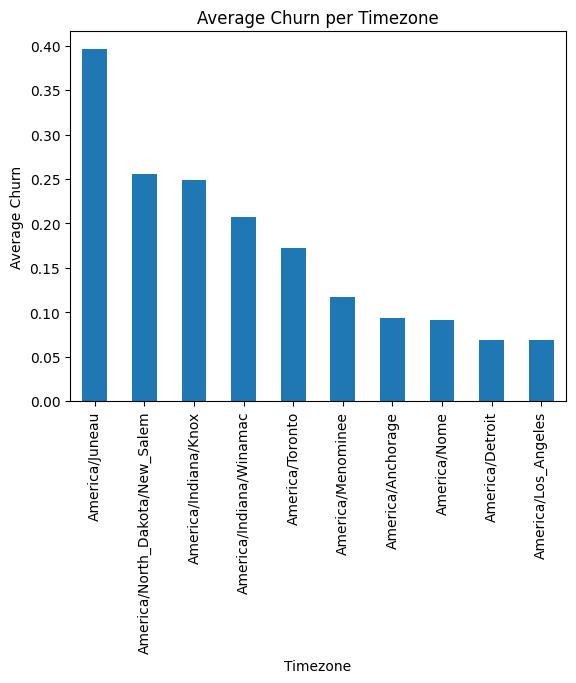 Average Churn per Timezone
Average Churn
0.40
0.35
0.30
0.25
0.20
0.15
0.10
0.05
0.00
America/Juneau
America/North_Dakota/New_Salem
America/Indiana/Knox
America/Indiana/Winamac
America/Toronto
America/Menominee
America/Anchorage
America/Nome
America/Detroit
America/Los_Angeles
Timezone